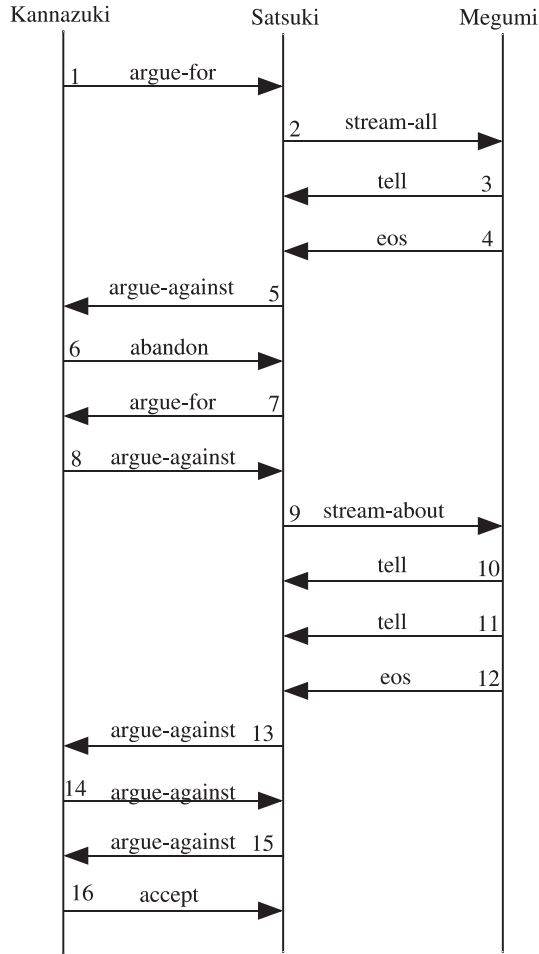 Kannazuki Satsuki Megumi
1 argue-for
2 stream-all
tell 3
eos 4
argue-against 5
6 abandon
argue-for 7
8 argue-against
9 stream-about
tell 10
tell 11
eos 12
argue-against 13
14 argue-against
argue-against 15
16 accept